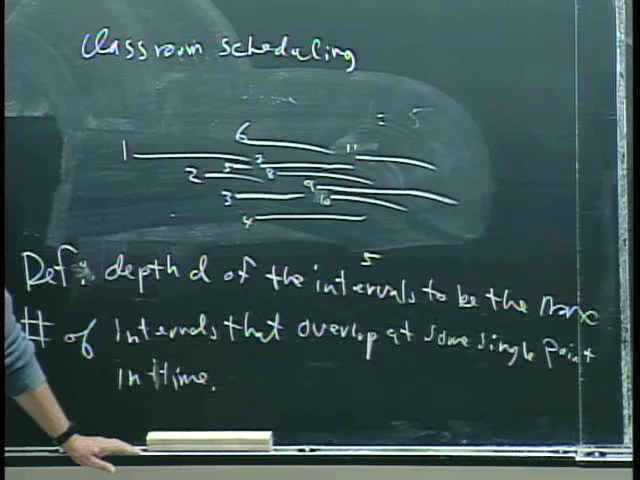 Classroom scheduling
= 5
6
1 5 7 11
2 8
3 9
10
4
5
Def: depth d of the intervals to be the max
# of intervals that overlap at some single point
in time.